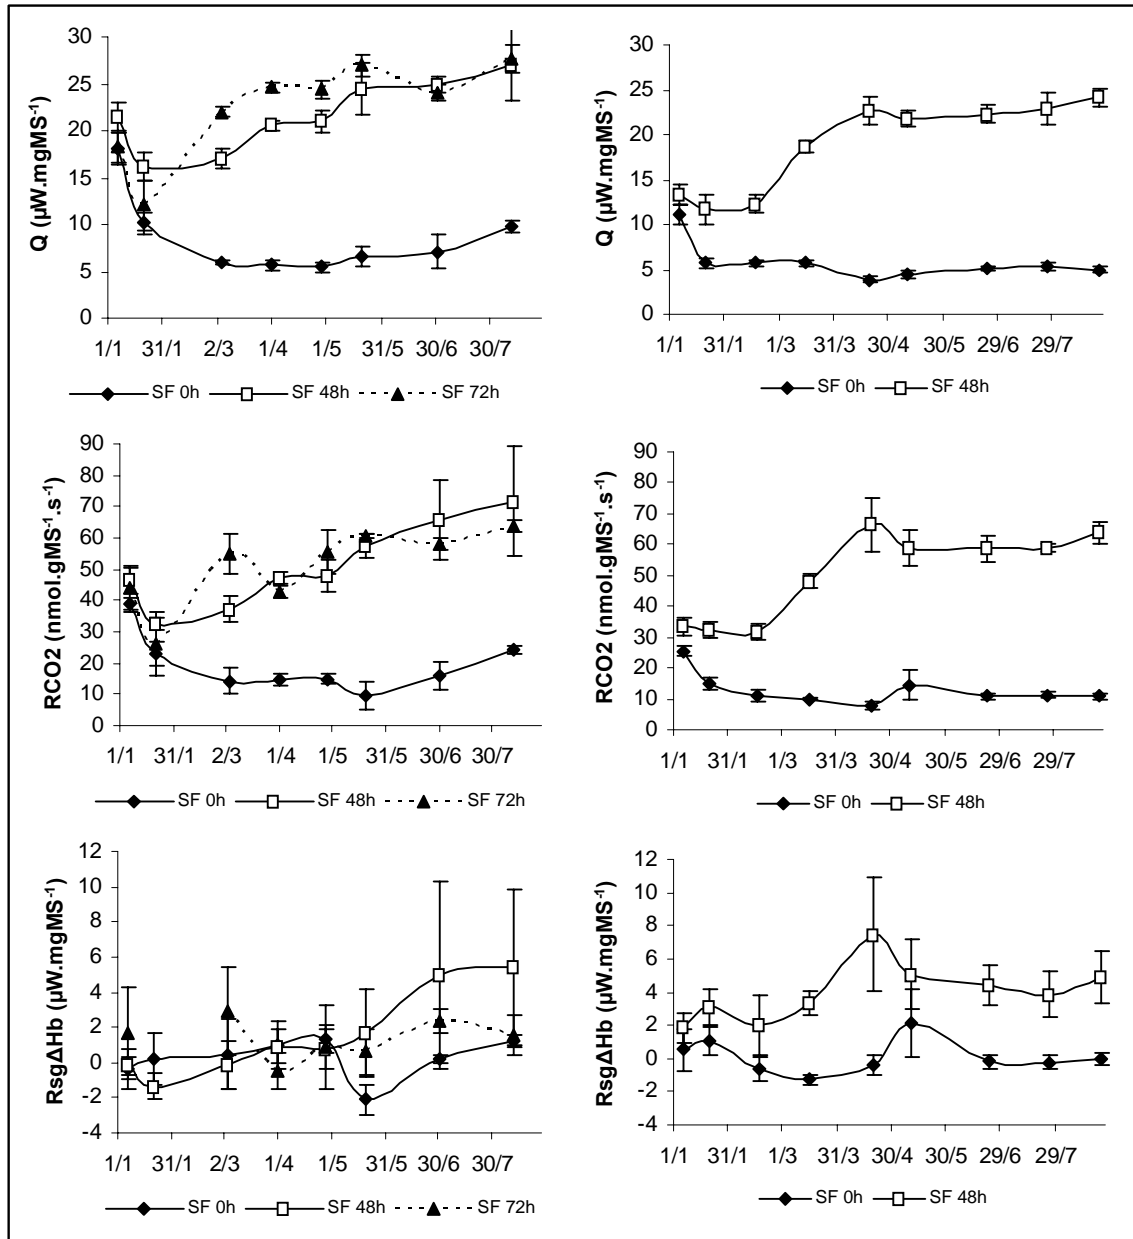 Q (µW.mgMS⁻¹)
30
25
20
15
10
5
0
1/1 31/1 2/3 1/4 1/5 31/5 30/6 30/7
SF 0h SF 48h SF 72h
Q (µW.mgMS⁻¹)
30
25
20
15
10
5
0
1/1 31/1 1/3 31/3 30/4 30/5 29/6 29/7
SF 0h SF 48h
RCO2 (nmol.gMS⁻¹.s⁻¹)
90
80
70
60
50
40
30
20
10
0
1/1 31/1 2/3 1/4 1/5 31/5 30/6 30/7
SF 0h SF 48h SF 72h
RCO2 (nmol.gMS⁻¹.s⁻¹)
90
80
70
60
50
40
30
20
10
0
1/1 31/1 1/3 31/3 30/4 30/5 29/6 29/7
SF 0h SF 48h
RsgΔHb (µW.mgMS⁻¹)
12
10
8
6
4
2
0
-2
-4
1/1 31/1 2/3 1/4 1/5 31/5 30/6 30/7
SF 0h SF 48h SF 72h
RsgΔHb (µW.mgMS⁻¹)
12
10
8
6
4
2
0
-2
-4
1/1 31/1 1/3 31/3 30/4 30/5 29/6 29/7
SF 0h SF 48h